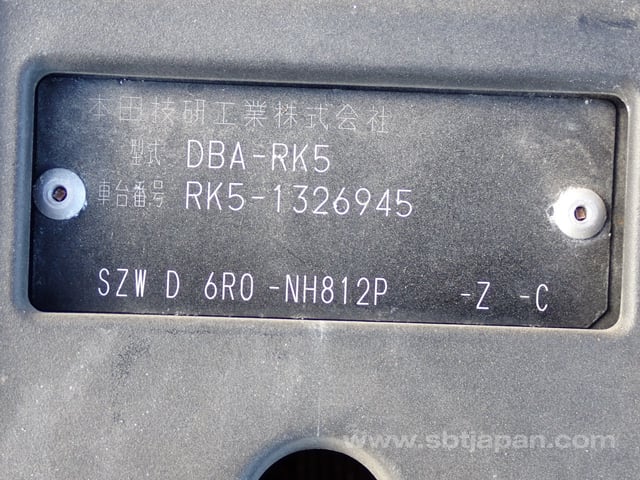 本田技研工業株式会社
型式 DBA-RK5
車台番号 RK5-1326945
SZW D 6R0 -NH812P -Z -C
www.sbtjapan.com